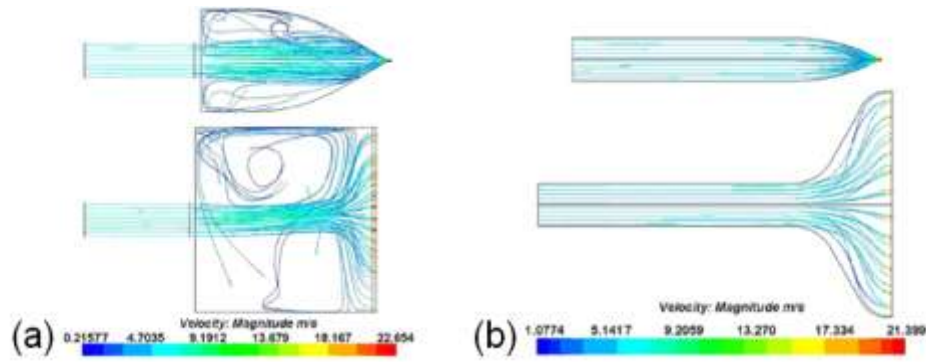 (a)
Velocity: Magnitude m/s
0.21577 4.7035 9.1912 13.679 18.167 22.654
(b)
Velocity: Magnitude m/s
1.0774 5.1417 9.2059 13.270 17.334 21.399